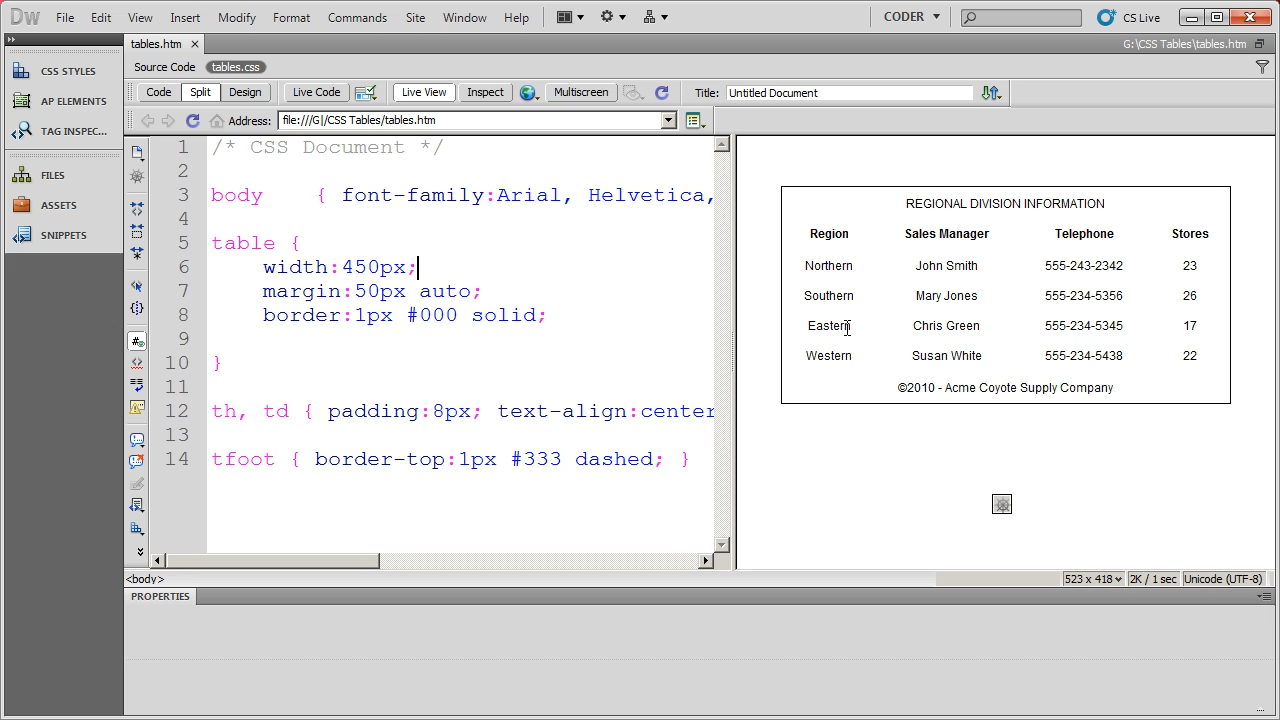 Dw File Edit View Insert Modify Format Commands Site Window Help CODER CS Live
tables.htm G:\CSS Tables\tables.htm
Source Code tables.css
Code Split Design Live Code Live View Inspect Multiscreen Title: Untitled Document
Address: file:///G|/CSS Tables/tables.htm
CSS STYLES
AP ELEMENTS
TAG INSPEC...
FILES
ASSETS
SNIPPETS
1 /* CSS Document */
2
3 body { font-family:Arial, Helvetica,
4
5 table {
6 width:450px;
7 margin:50px auto;
8 border:1px #000 solid;
9
10 }
11
12 th, td { padding:8px; text-align:center
13
14 tfoot { border-top:1px #333 dashed; }
REGIONAL DIVISION INFORMATION
Region Sales Manager Telephone Stores
Northern John Smith 555-243-2342 23
Southern Mary Jones 555-234-5356 26
Eastern Chris Green 555-234-5345 17
Western Susan White 555-234-5438 22
©2010 - Acme Coyote Supply Company
<body> 523 x 418 2K / 1 sec Unicode (UTF-8)
PROPERTIES